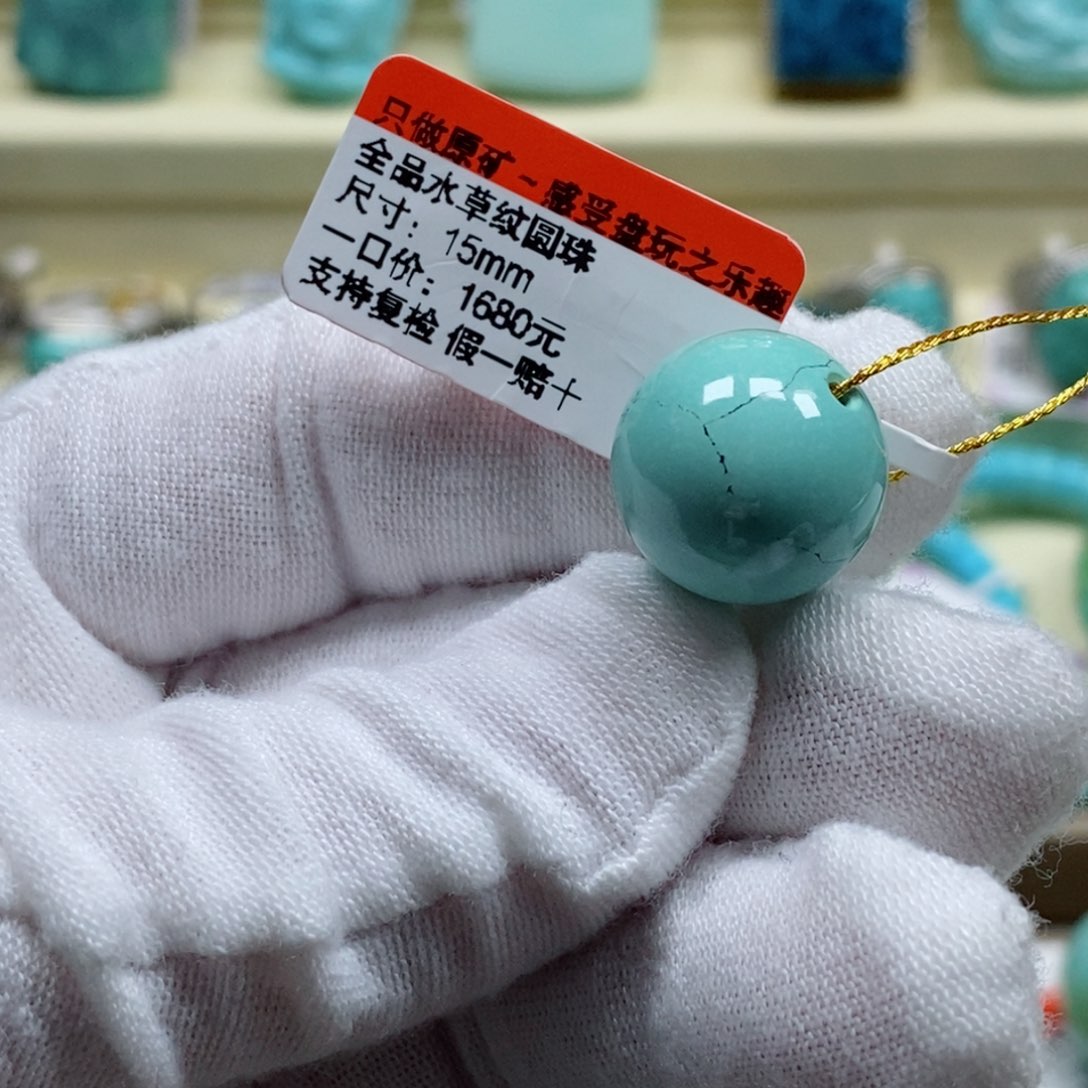 只做原矿~感受盘玩之乐趣
全品水草纹圆珠
尺寸：15mm
一口价：1680元
支持复检 假一赔十